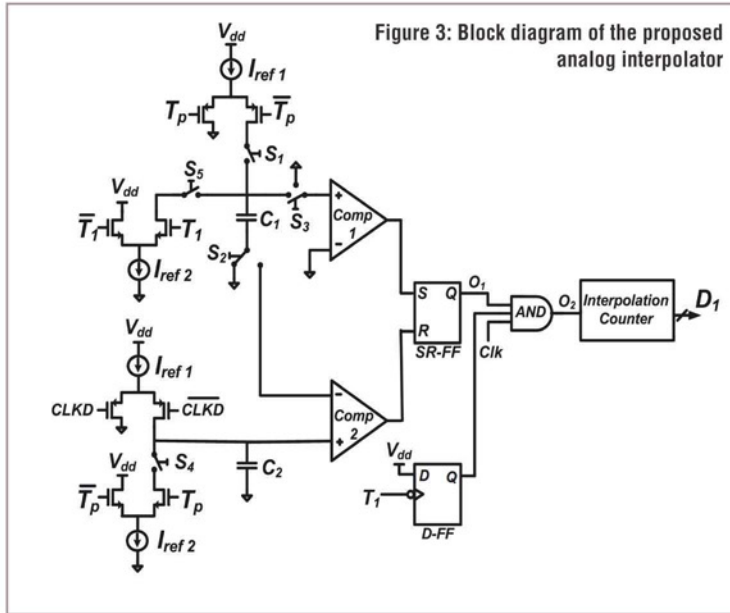 Figure 3: Block diagram of the proposed
analog interpolator
Vdd
Iref 1
Tp
T̅p
S1
S5
Vdd
T̅1
T1
Iref 2
C1
S3
S2
+
Comp
1
-
S
Q
R
SR-FF
O1
AND
Clk
O2
Interpolation
Counter
D1
Vdd
Iref 1
CLKD
C̅L̅K̅D̅
-
Comp
2
+
S4
C2
Vdd
T̅p
Tp
Iref 2
Vdd
D
Q
T1
D-FF